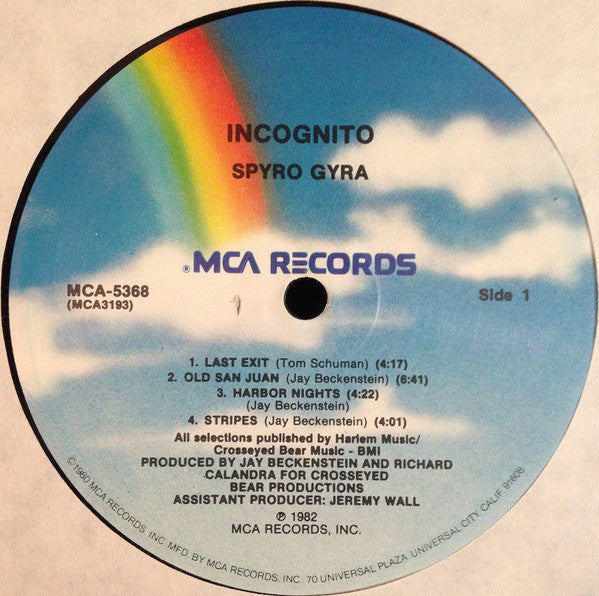 INCOGNITO
SPYRO GYRA
® MCA RECORDS
MCA-5368
(MCA3193)
Side 1
1. LAST EXIT (Tom Schuman) (4:17)
2. OLD SAN JUAN (Jay Beckenstein) (6:41)
3. HARBOR NIGHTS (4:22)
(Jay Beckenstein)
4. STRIPES (Jay Beckenstein) (4:01)
All selections published by Harlem Music/
Crosseyed Bear Music - BMI
PRODUCED BY JAY BECKENSTEIN AND RICHARD
CALANDRA FOR CROSSEYED
BEAR PRODUCTIONS
ASSISTANT PRODUCER: JEREMY WALL
℗ 1982
MCA RECORDS, INC.
©1980 MCA RECORDS, INC. MFD. BY MCA RECORDS, INC. 70 UNIVERSAL PLAZA, UNIVERSAL CITY, CALIF. 91608